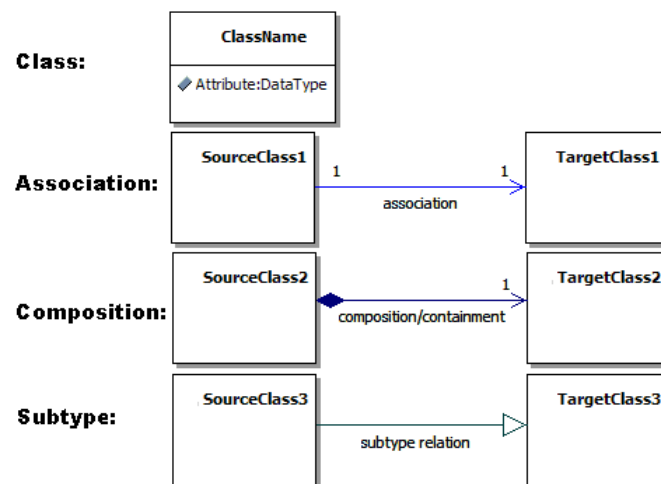 ClassName
Class:
Attribute:DataType
SourceClass1
TargetClass1
Association:
1
1
association
SourceClass2
TargetClass2
1
Composition:
composition/containment
SourceClass3
TargetClass3
Subtype:
subtype relation